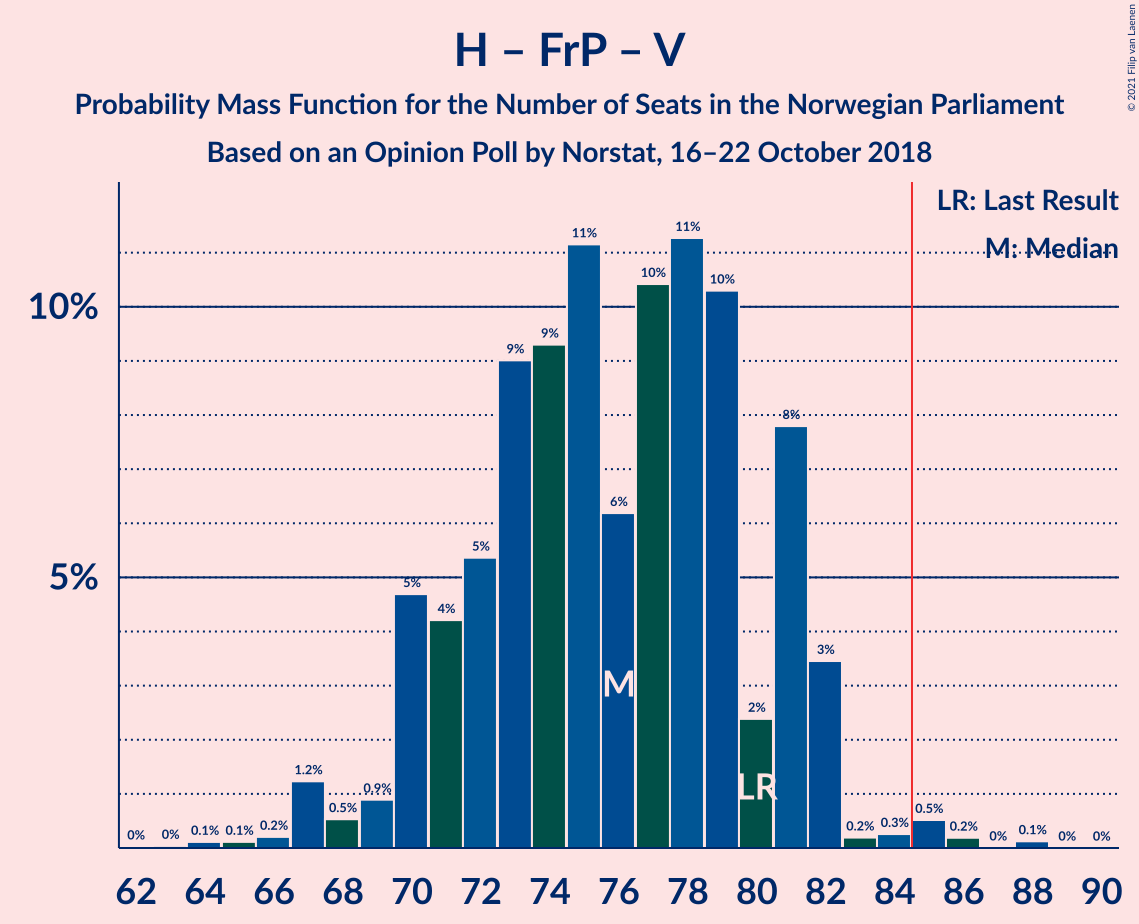 H – FrP – V
Probability Mass Function for the Number of Seats in the Norwegian Parliament
Based on an Opinion Poll by Norstat, 16–22 October 2018
© 2021 Filip van Laenen
LR: Last Result
M: Median
10%
5%
0% 0% 0.1% 0.1% 0.2% 1.2% 0.5% 0.9% 5% 4% 5% 9% 9% 11% 6% 10% 11% 10% 2% 8% 3% 0.2% 0.3% 0.5% 0.2% 0% 0.1% 0% 0%
M
LR
62 64 66 68 70 72 74 76 78 80 82 84 86 88 90